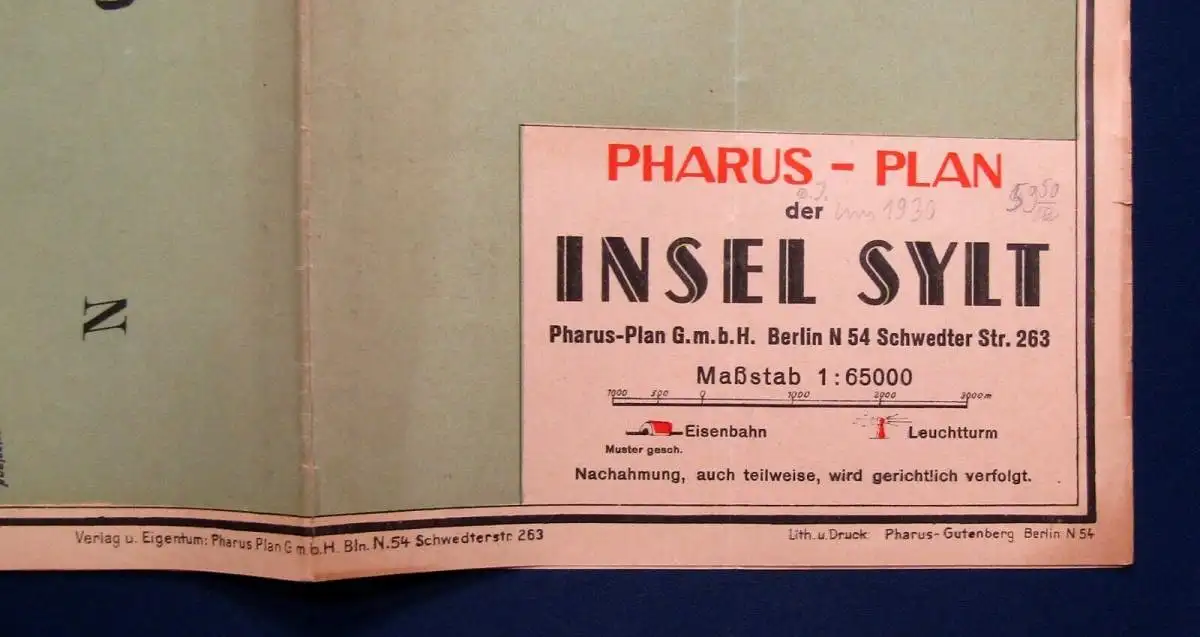 N
PHARUS - PLAN
o. J.
der um 1930
INSEL SYLT
Pharus-Plan G.m.b.H. Berlin N 54 Schwedter Str. 263
Maßstab 1:65000
1000 500 0 1000 2000 3000 m
Eisenbahn Leuchtturm
Muster gesch.
Nachahmung, auch teilweise, wird gerichtlich verfolgt.
Verlag u. Eigentum: Pharus Plan G.m.b.H. Bln. N.54 Schwedterstr. 263
Lith. u. Druck: Pharus-Gutenberg Berlin N 54